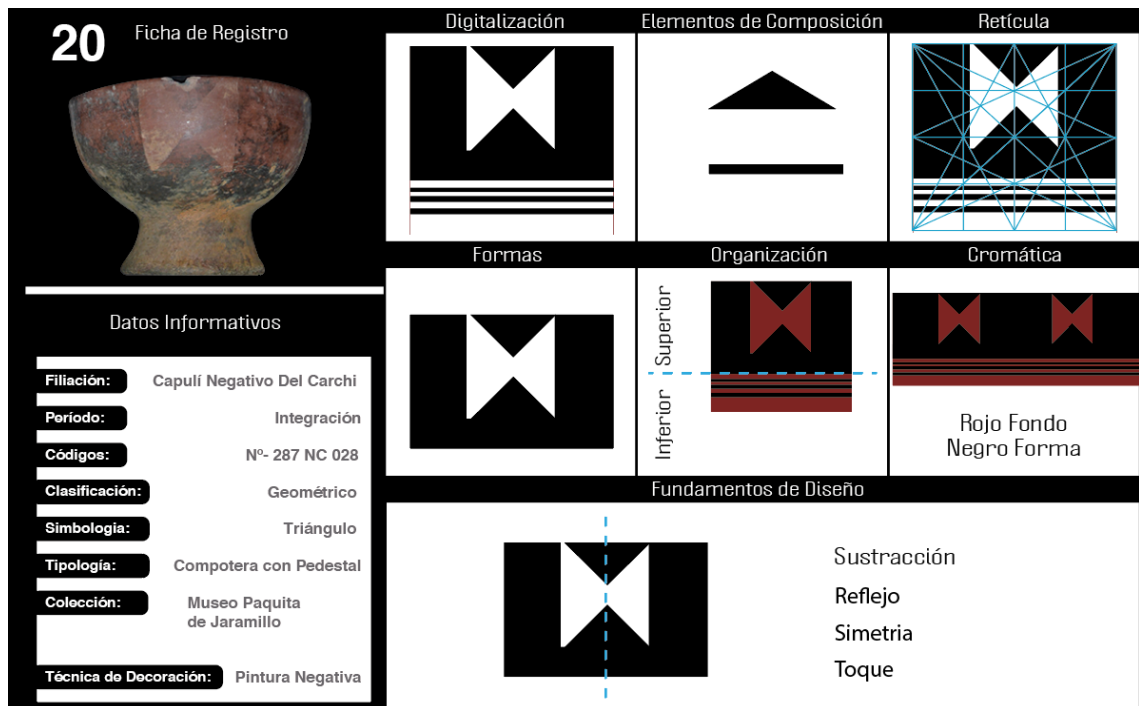 20
Ficha de Registro
Datos Informativos
Filiación: Capulí Negativo Del Carchi
Período: Integración
Códigos: Nº- 287 NC 028
Clasificación: Geométrico
Simbologia: Triángulo
Tipología: Compotera con Pedestal
Colección: Museo Paquita
de Jaramillo
Técnica de Decoración: Pintura Negativa
Digitalización
Elementos de Composición
Retícula
Formas
Organización
Superior
Inferior
Cromática
Rojo Fondo
Negro Forma
Fundamentos de Diseño
Sustracción
Reflejo
Simetria
Toque